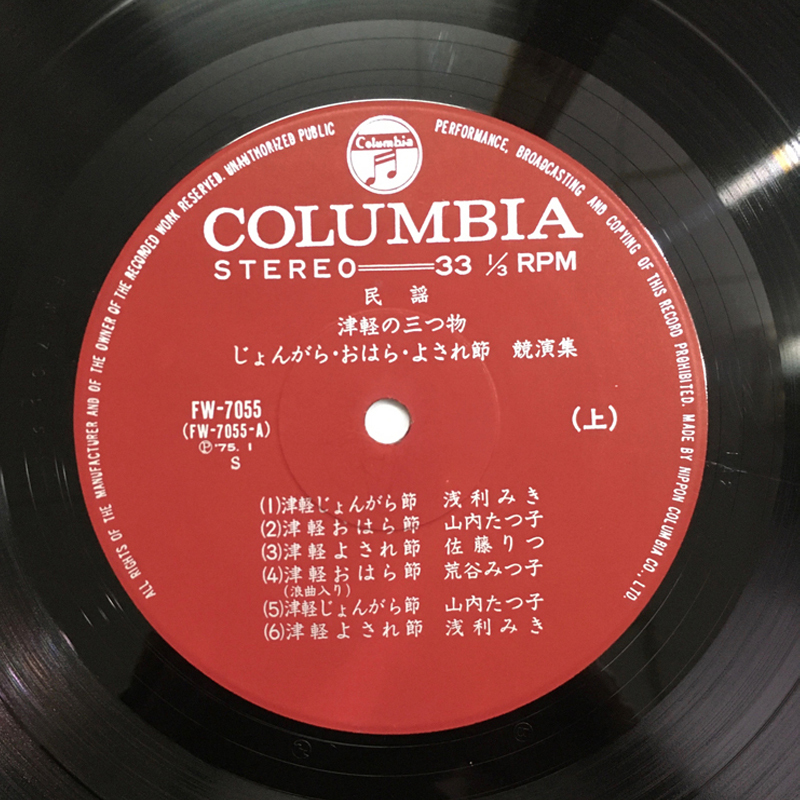 ALL RIGHTS OF THE MANUFACTURER AND OF THE OWNER OF THE RECORDED WORK RESERVED. UNAUTHORIZED PUBLIC PERFORMANCE, BROADCASTING AND COPYING OF THIS RECORD PROHIBITED. MADE BY NIPPON COLUMBIA CO., LTD.
Columbia
COLUMBIA
STEREO 33 1/3 RPM
民謡
津軽の三つ物
じょんがら・おはら・よされ節 競演集
FW-7055
(FW-7055-A)
Ⓟ'75. 1
S
(上)
(1)津軽じょんがら節 浅利みき
(2)津軽おはら節 山内たつ子
(3)津軽よされ節 佐藤りつ
(4)津軽おはら節 荒谷みつ子
(浪曲入り)
(5)津軽じょんがら節 山内たつ子
(6)津軽よされ節 浅利みき